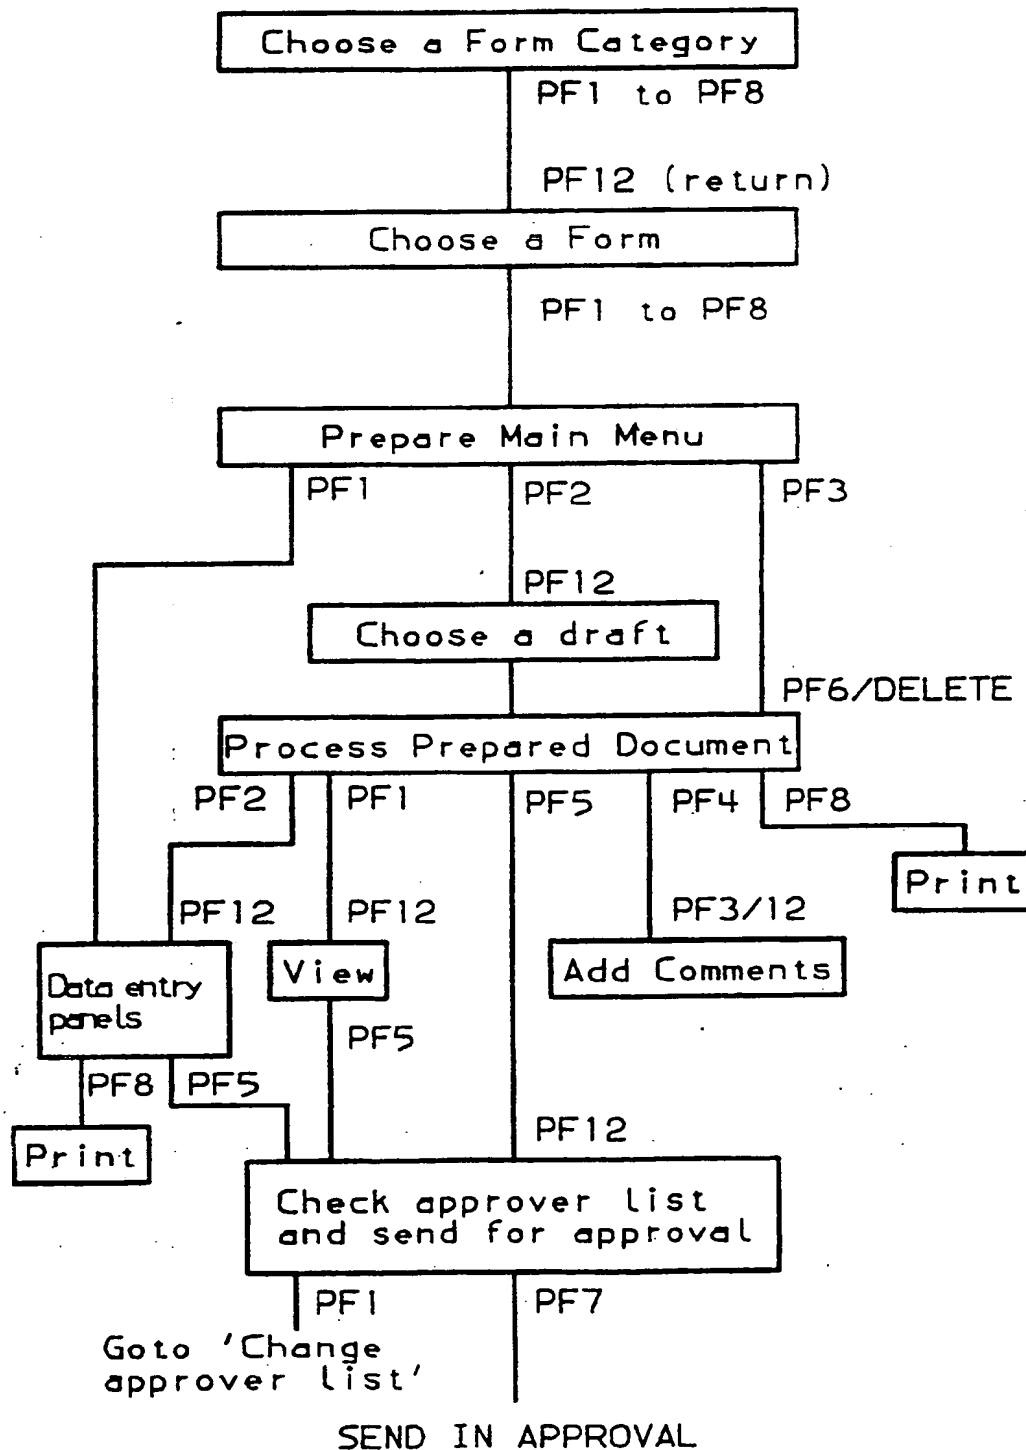 Choose a Form Category
PF1 to PF8
PF12 (return)
Choose a Form
PF1 to PF8
Prepare Main Menu
PF1
PF2
PF3
PF12
Choose a draft
PF6/DELETE
Process Prepared Document
PF2
PF1
PF5
PF4
PF8
Print
PF12
PF12
PF3/12
Data entry
panels
View
Add Comments
PF5
PF8
PF5
Print
PF12
Check approver list
and send for approval
PF1
PF7
Goto 'Change
approver list'
SEND IN APPROVAL